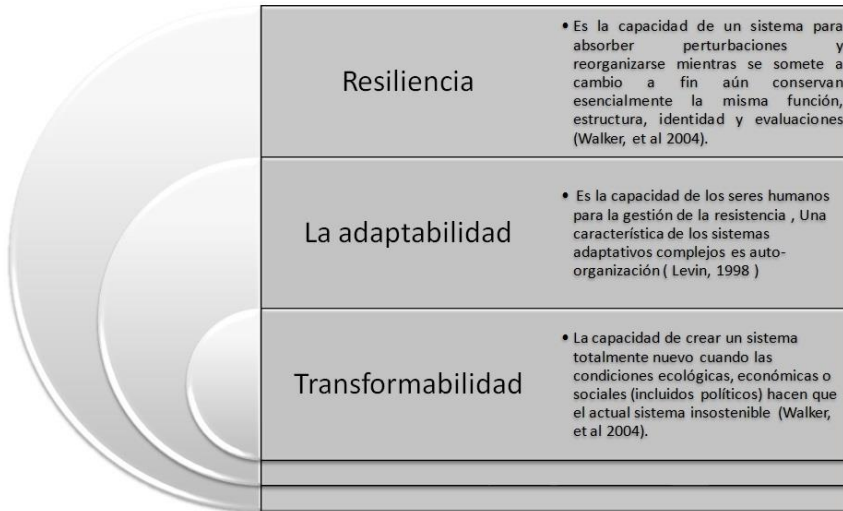 Resiliencia
• Es la capacidad de un sistema para
absorber perturbaciones y
reorganizarse mientras se somete a
cambio a fin aún conservan
esencialmente la misma función,
estructura, identidad y evaluaciones
(Walker, et al 2004).
La adaptabilidad
• Es la capacidad de los seres humanos
para la gestión de la resistencia , Una
característica de los sistemas
adaptativos complejos es auto-
organización ( Levin, 1998 )
Transformabilidad
• La capacidad de crear un sistema
totalmente nuevo cuando las
condiciones ecológicas, económicas o
sociales (incluidos políticos) hacen que
el actual sistema insostenible (Walker,
et al 2004).